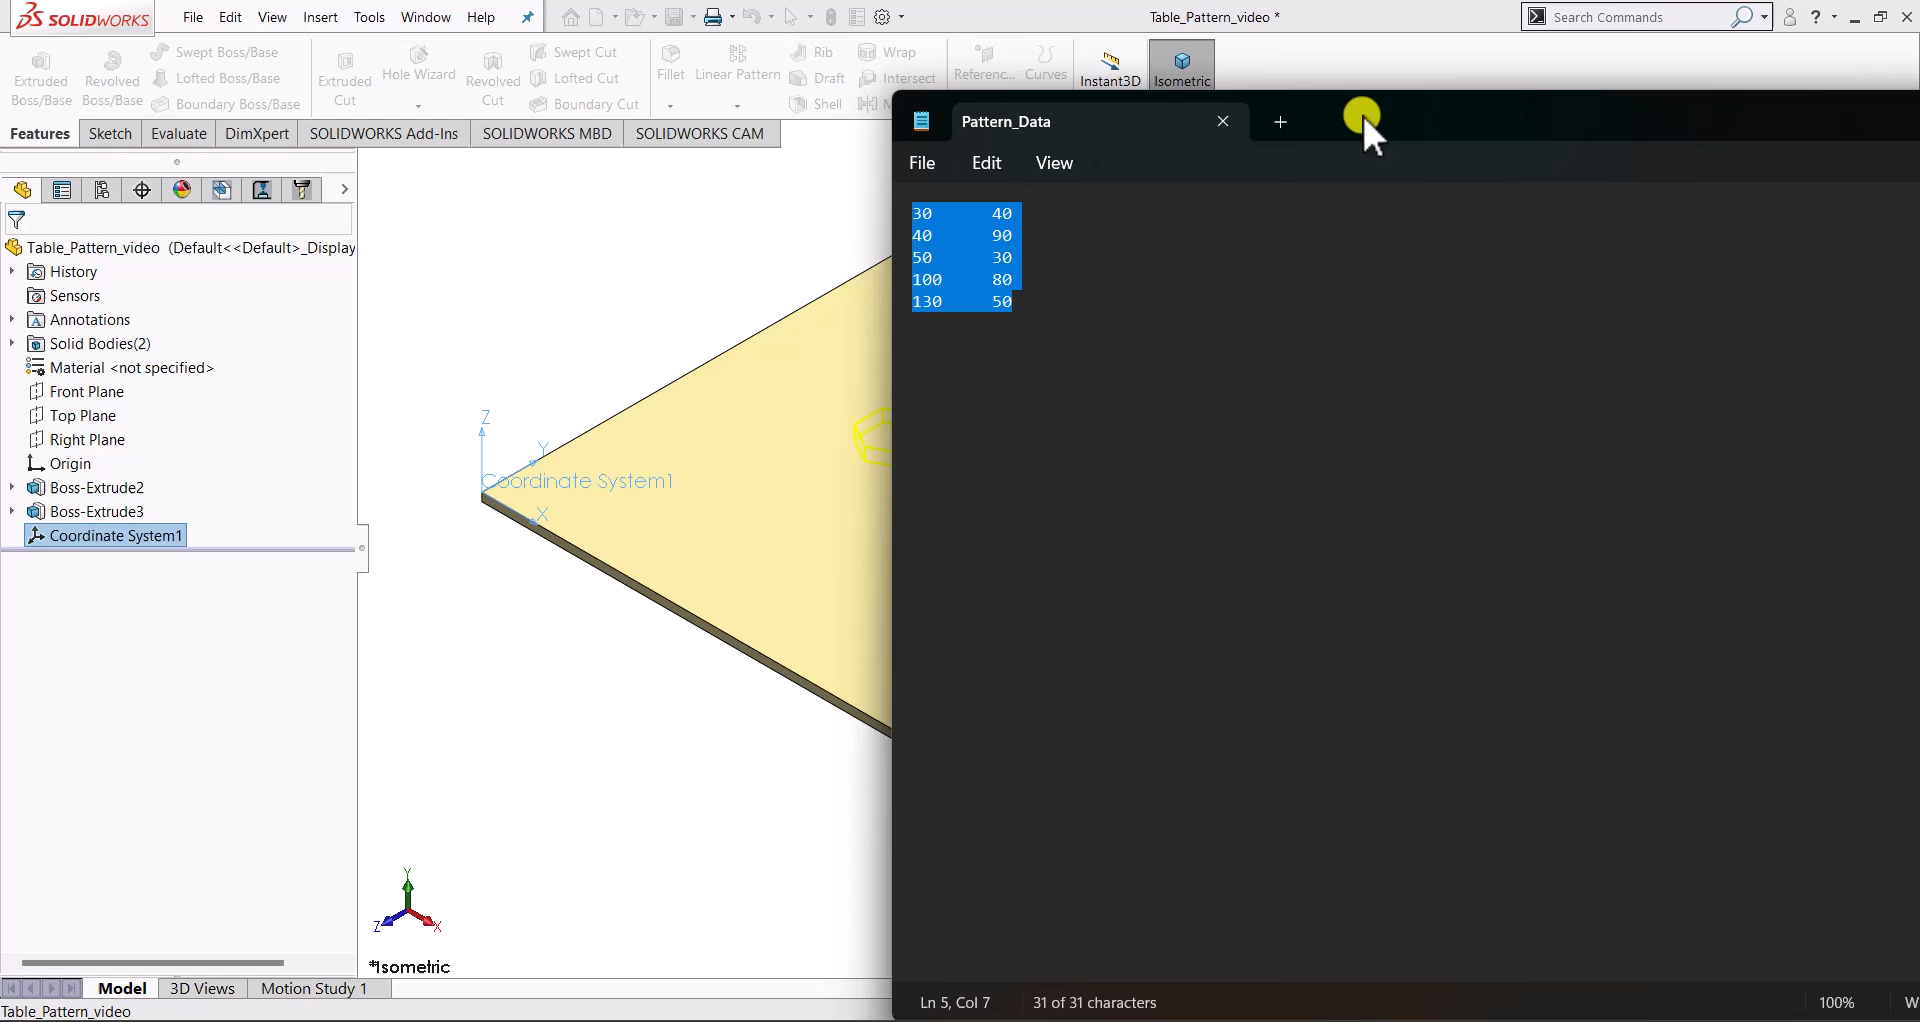 SOLIDWORKS
File Edit View Insert Tools Window Help
Table_Pattern_video *
Search Commands
?
Extruded Boss/Base
Revolved Boss/Base
Swept Boss/Base
Lofted Boss/Base
Boundary Boss/Base
Extruded Cut
Hole Wizard
Revolved Cut
Swept Cut
Lofted Cut
Boundary Cut
Fillet
Linear Pattern
Rib
Draft
Shell
Wrap
Intersect
Referenc...
Curves
Instant3D
Isometric
Features Sketch Evaluate DimXpert SOLIDWORKS Add-Ins SOLIDWORKS MBD SOLIDWORKS CAM
Table_Pattern_video (Default<<Default>_Display
History
Sensors
Annotations
Solid Bodies(2)
Material <not specified>
Front Plane
Top Plane
Right Plane
Origin
Boss-Extrude2
Boss-Extrude3
Coordinate System1
Z
Y
Coordinate System1
X
Y
Z
X
*Isometric
Pattern_Data
File Edit View
30 40
40 90
50 30
100 80
130 50
Ln 5, Col 7
31 of 31 characters
100%
W
Model 3D Views Motion Study 1
Table_Pattern_video